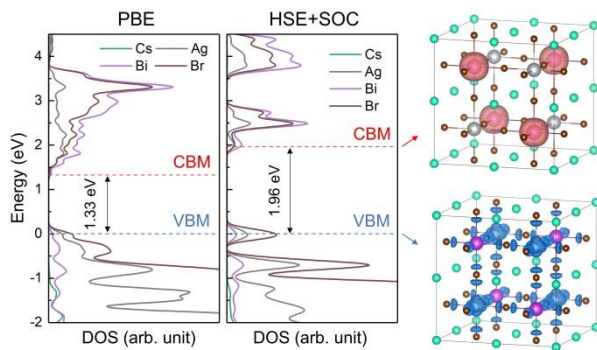 PBE
HSE+SOC
Cs Ag
Bi Br
Cs
Ag
Bi
Br
Energy (eV)
4
3
2
1
0
-1
-2
CBM
1.33 eV
VBM
CBM
1.96 eV
VBM
DOS (arb. unit)
DOS (arb. unit)